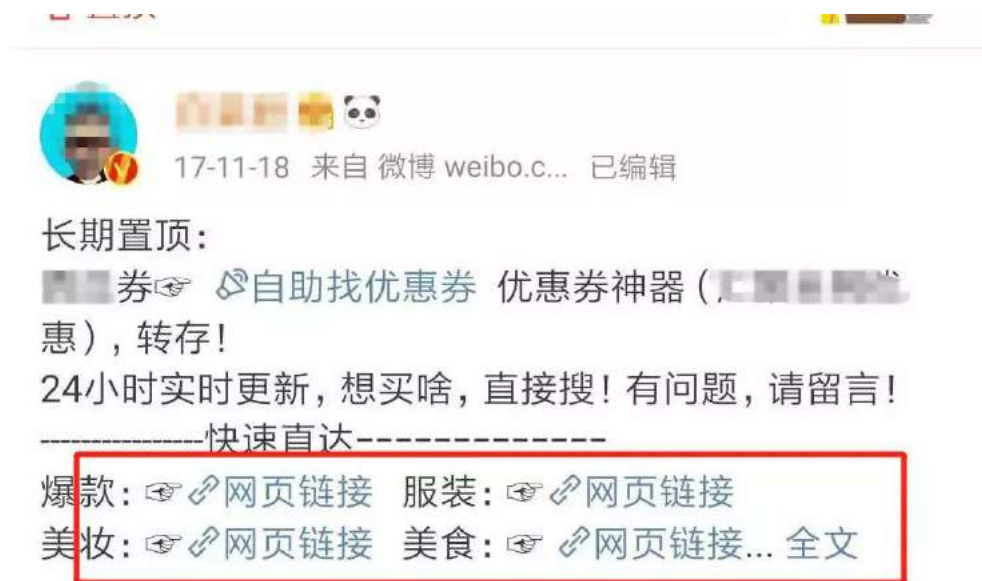 17-11-18 来自 微博 weibo.c... 已编辑
长期置顶：
券☞ 自助找优惠券 优惠券神器（
惠），转存！
24小时实时更新，想买啥，直接搜！有问题，请留言！
----------------快速直达-------------
爆款：☞网页链接 服装：☞网页链接
美妆：☞网页链接 美食：☞ 网页链接... 全文